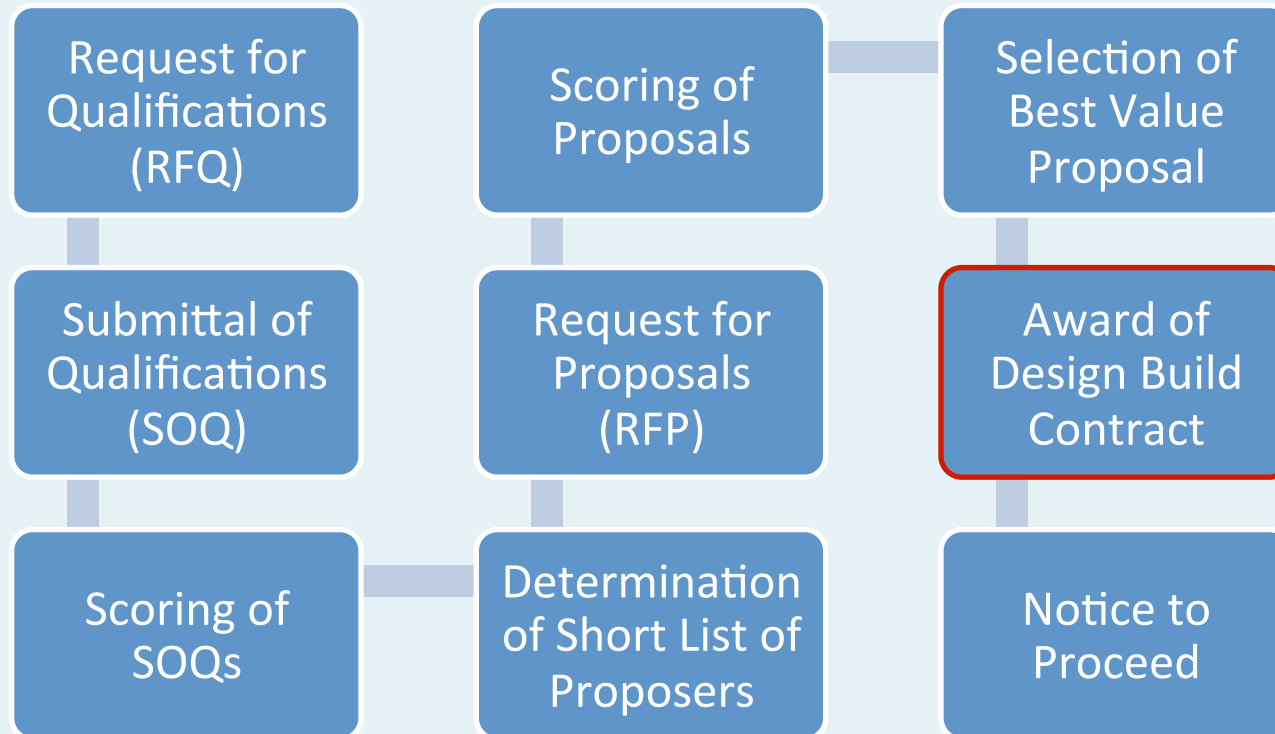 Request for
Qualifications
(RFQ)
Submittal of
Qualifications
(SOQ)
Scoring of
SOQs
Determination
of Short List of
Proposers
Request for
Proposals
(RFP)
Scoring of
Proposals
Selection of
Best Value
Proposal
Award of
Design Build
Contract
Notice to
Proceed